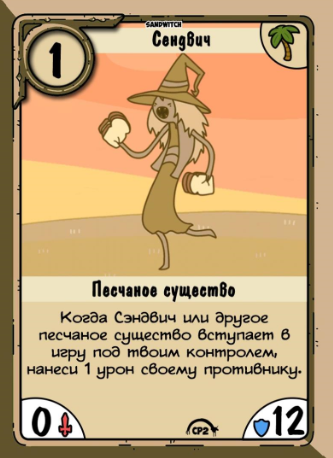 SANDWITCH
Сендвич
1
Песчаное существо
Когда Сэндвич или другое
песчаное существо вступает в
игру под твоим контролем,
нанеси 1 урон своему противнику.
0
CP2
12